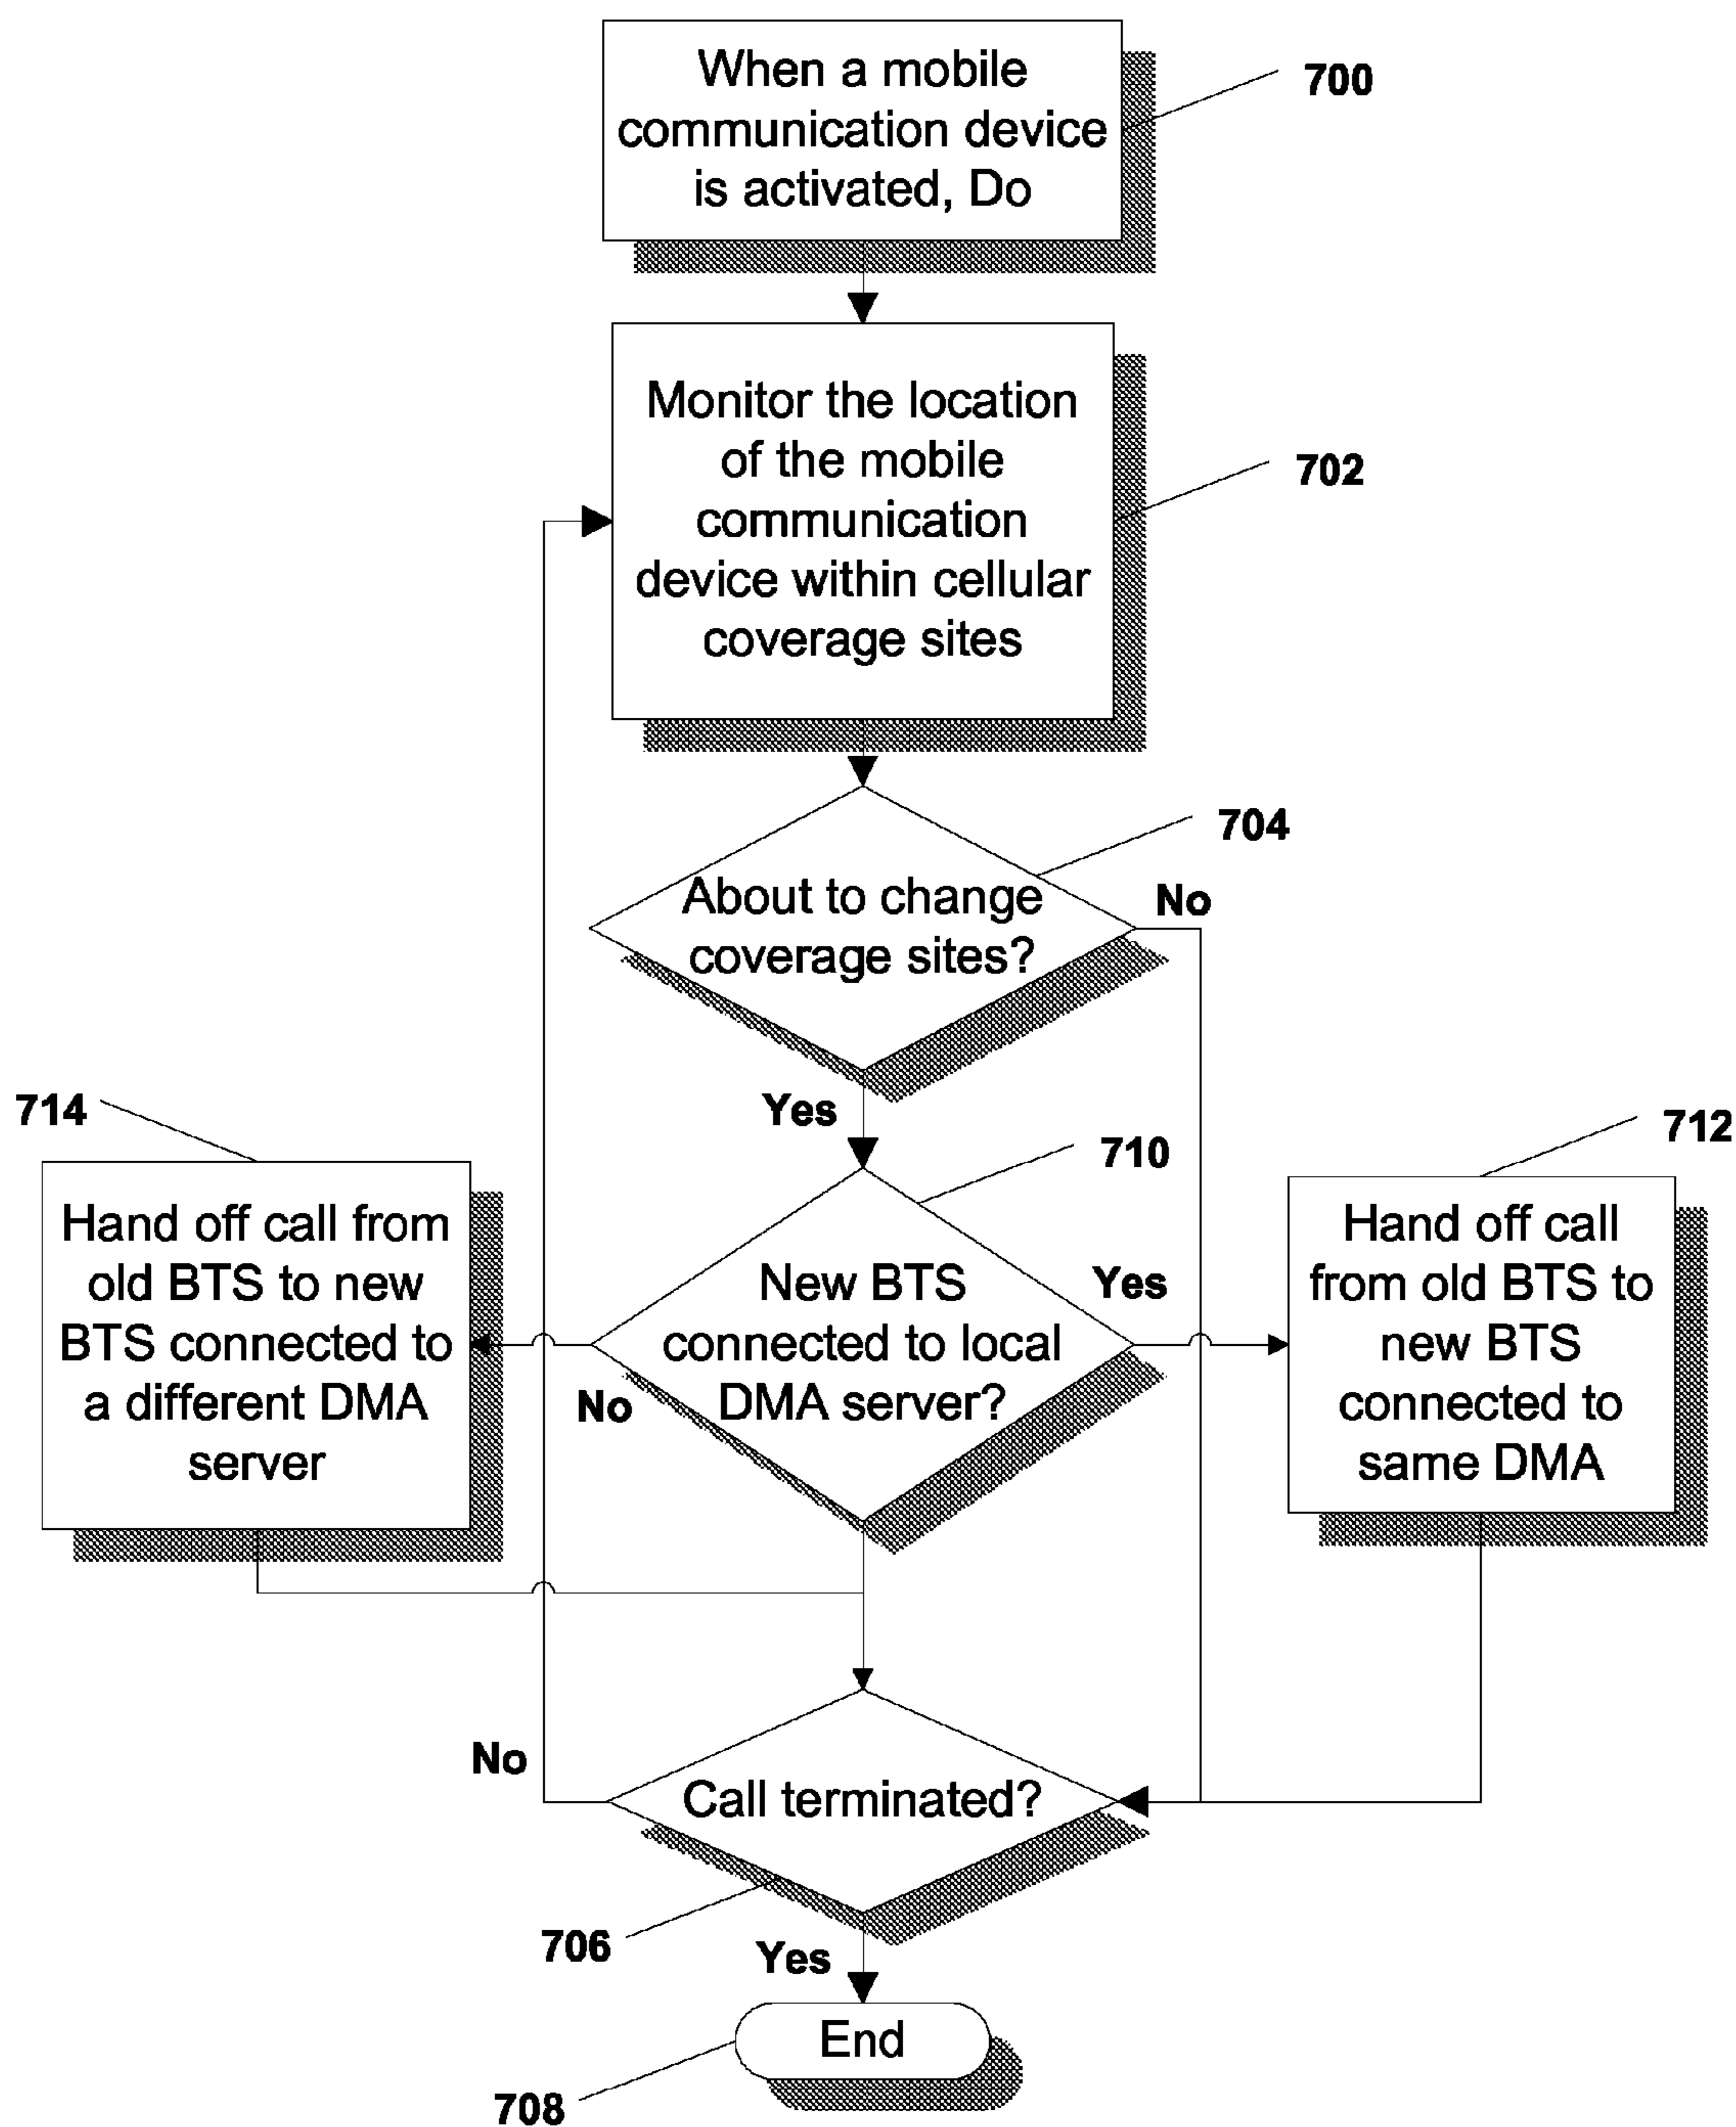 When a mobile
communication device
is activated, Do
700
Monitor the location
of the mobile
communication
device within cellular
coverage sites
702
704
About to change
coverage sites?
No
Yes
714
710
712
Hand off call from
old BTS to new
BTS connected to
a different DMA
server
New BTS
connected to local
DMA server?
No
Yes
Hand off call
from old BTS to
new BTS
connected to
same DMA
No
Call terminated?
706
Yes
End
708